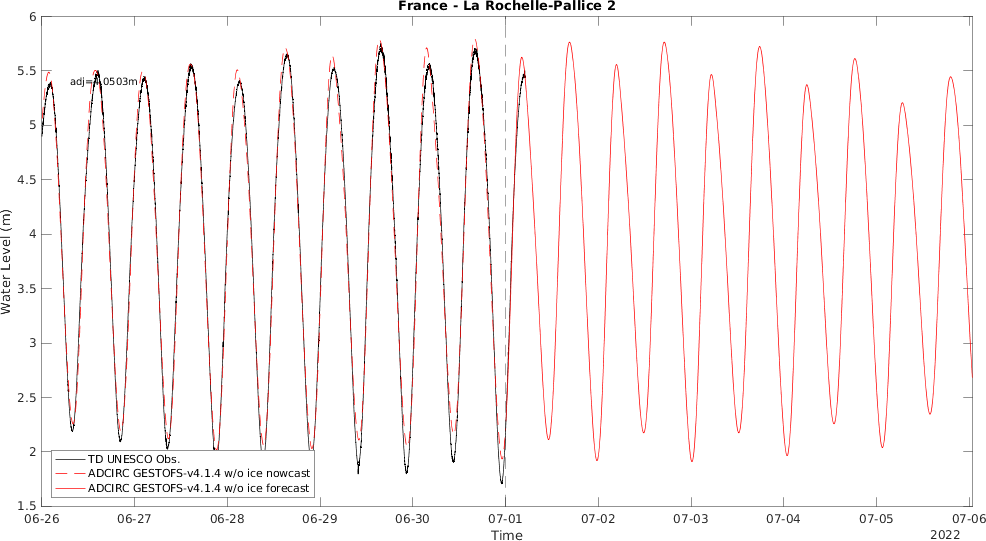 France - La Rochelle-Pallice 2
Water Level (m)
6
5.5
5
4.5
4
3.5
3
2.5
2
1.5
TD UNESCO Obs.
ADCIRC GESTOFS-v4.1.4 w/o ice nowcast
ADCIRC GESTOFS-v4.1.4 w/o ice forecast
06-26 06-27 06-28 06-29 06-30 07-01 07-02 07-03 07-04 07-05 07-06
Time
2022